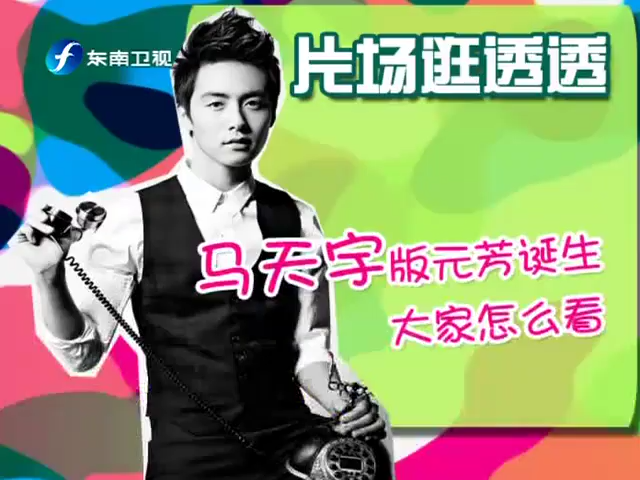 东南卫视
片场逛透透
马天宇版元芳诞生
大家怎么看